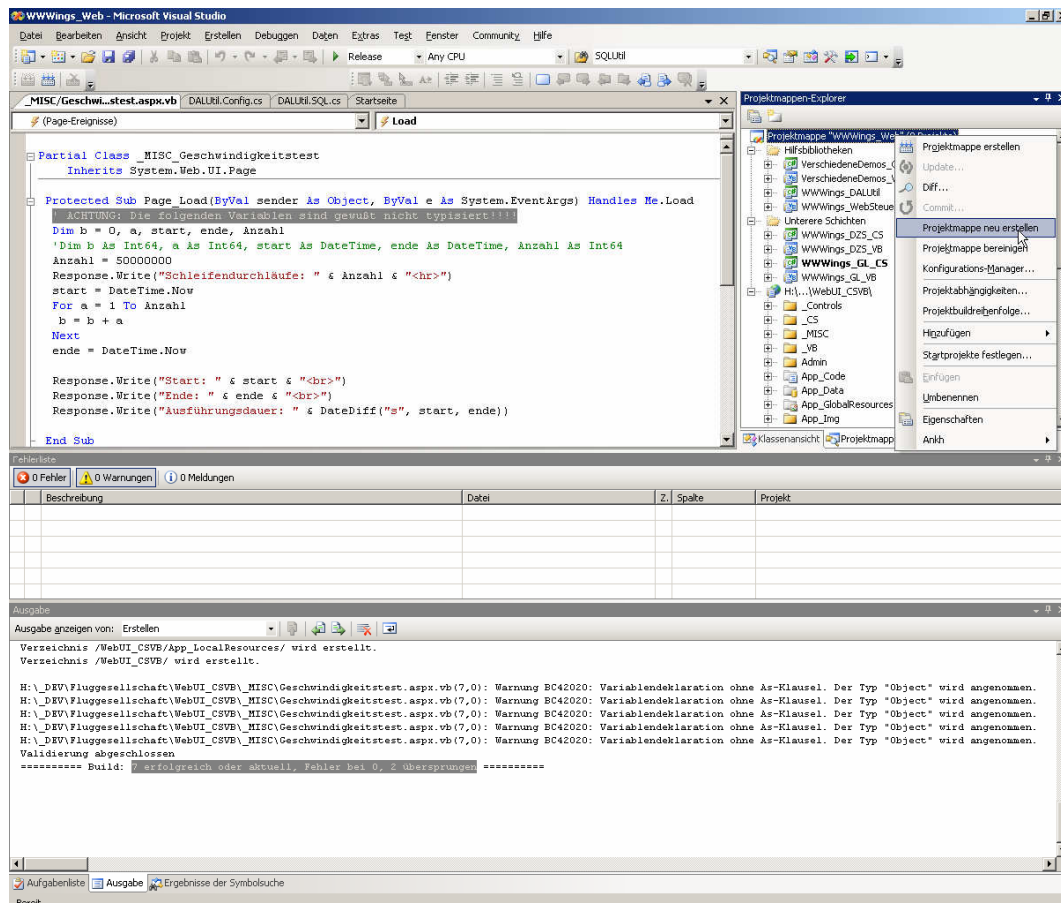 WWWings_Web - Microsoft Visual Studio
Datei Bearbeiten Ansicht Projekt Erstellen Debuggen Daten Extras Test Fenster Community Hilfe
Release Any CPU SQLUtil
_MISC/Geschwi...stest.aspx.vb DALUtil.Config.cs DALUtil.SQL.cs Startseite
(Page-Ereignisse) Load
Partial Class _MISC_Geschwindigkeitstest
Inherits System.Web.UI.Page
Protected Sub Page_Load(ByVal sender As Object, ByVal e As System.EventArgs) Handles Me.Load
' ACHTUNG: Die folgenden Variablen sind gewußt nicht typisiert!!!!
Dim b = 0, a, start, ende, Anzahl
'Dim b As Int64, a As Int64, start As DateTime, ende As DateTime, Anzahl As Int64
Anzahl = 50000000
Response.Write("Schleifendurchläufe: " & Anzahl & "<hr>")
start = DateTime.Now
For a = 1 To Anzahl
b = b + a
Next
ende = DateTime.Now
Response.Write("Start: " & start & "<br>")
Response.Write("Ende: " & ende & "<br>")
Response.Write("Ausführungsdauer: " & DateDiff("s", start, ende))
End Sub
Projektmappen-Explorer
Projektmappe "WWWings_Web" (9 Projekte)
Hilfsbibliotheken
VerschiedeneDemos_
VerschiedeneDemos_
WWWings_DALUtil
WWWings_WebSteue
Unterere Schichten
WWWings_DZS_CS
WWWings_DZS_VB
WWWings_GL_CS
WWWings_GL_VB
H:\...\WebUI_CSVB\
_Controls
_CS
_MISC
_VB
Admin
App_Code
App_Data
App_GlobalResources
App_Img
Klassenansicht Projektmapp
Projektmappe erstellen
Update...
Diff...
Commit...
Projektmappe neu erstellen
Projektmappe bereinigen
Konfigurations-Manager...
Projektabhängigkeiten...
Projektbuildreihenfolge...
Hinzufügen
Startprojekte festlegen...
Einfügen
Umbenennen
Eigenschaften
Ankh
Fehlerliste
0 Fehler 0 Warnungen 0 Meldungen
Beschreibung Datei Z. Spalte Projekt
Ausgabe
Ausgabe anzeigen von: Erstellen
Verzeichnis /WebUI_CSVB/App_LocalResources/ wird erstellt.
Verzeichnis /WebUI_CSVB/ wird erstellt.
H:\_DEV\Fluggesellschaft\WebUI_CSVB\_MISC\Geschwindigkeitstest.aspx.vb(7,0): Warnung BC42020: Variablendeklaration ohne As-Klausel. Der Typ "Object" wird angenommen.
H:\_DEV\Fluggesellschaft\WebUI_CSVB\_MISC\Geschwindigkeitstest.aspx.vb(7,0): Warnung BC42020: Variablendeklaration ohne As-Klausel. Der Typ "Object" wird angenommen.
H:\_DEV\Fluggesellschaft\WebUI_CSVB\_MISC\Geschwindigkeitstest.aspx.vb(7,0): Warnung BC42020: Variablendeklaration ohne As-Klausel. Der Typ "Object" wird angenommen.
H:\_DEV\Fluggesellschaft\WebUI_CSVB\_MISC\Geschwindigkeitstest.aspx.vb(7,0): Warnung BC42020: Variablendeklaration ohne As-Klausel. Der Typ "Object" wird angenommen.
H:\_DEV\Fluggesellschaft\WebUI_CSVB\_MISC\Geschwindigkeitstest.aspx.vb(7,0): Warnung BC42020: Variablendeklaration ohne As-Klausel. Der Typ "Object" wird angenommen.
Validierung abgeschlossen
========== Build: 7 erfolgreich oder aktuell, Fehler bei 0, 2 übersprungen ==========
Aufgabenliste Ausgabe Ergebnisse der Symbolsuche
Bereit